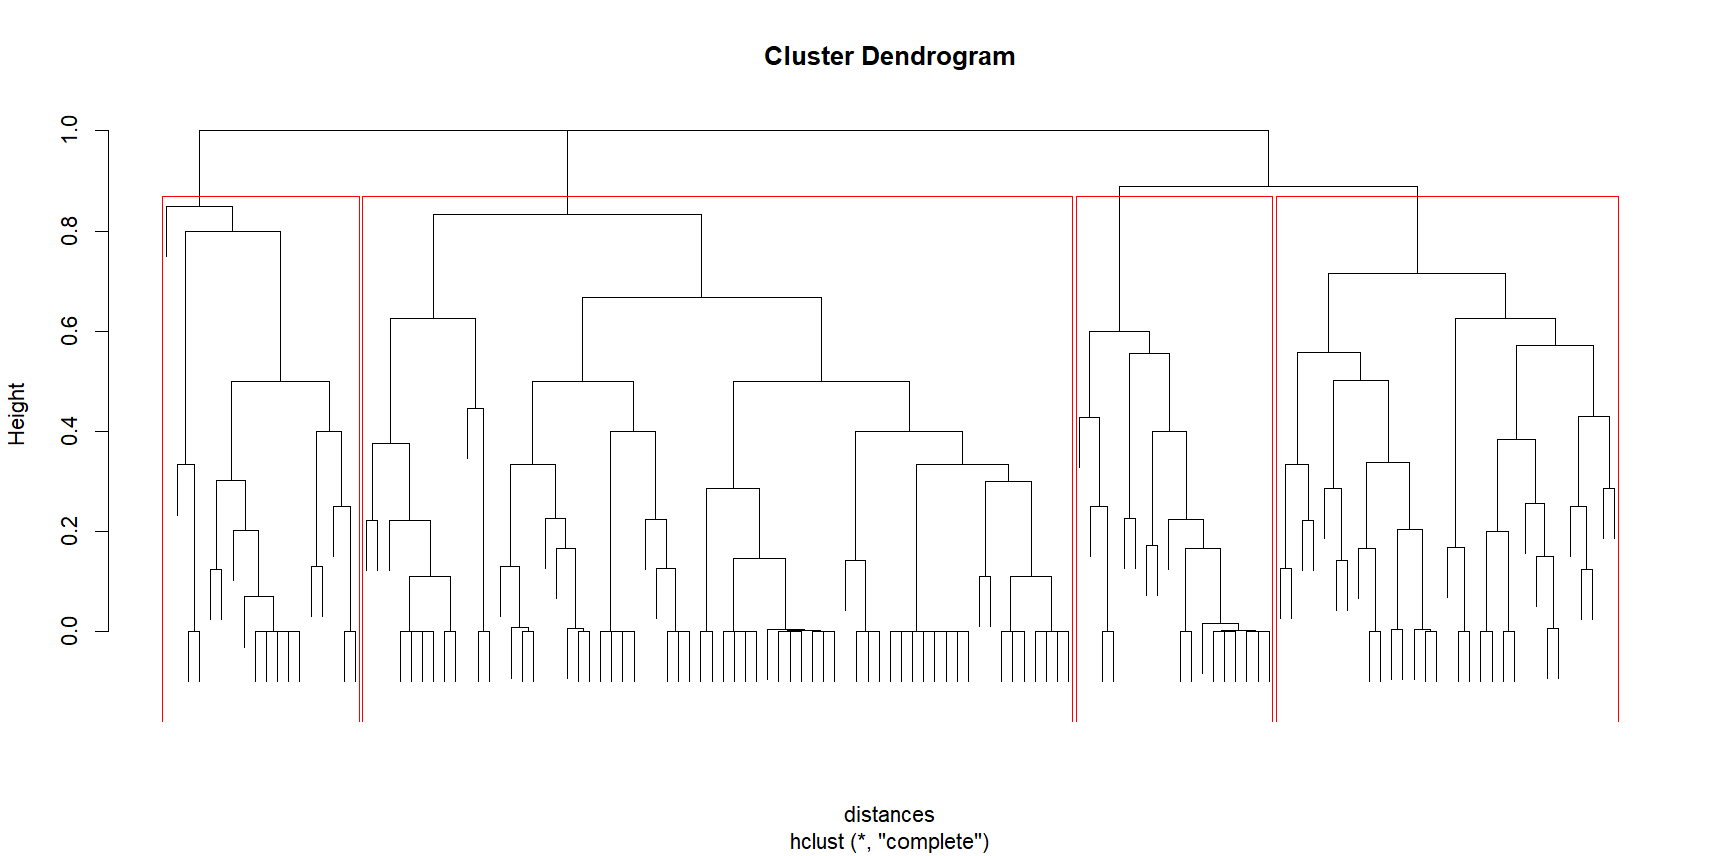 Cluster Dendrogram
1.0
0.8
0.6
0.4
0.2
0.0
Height
distances
hclust (*, "complete")